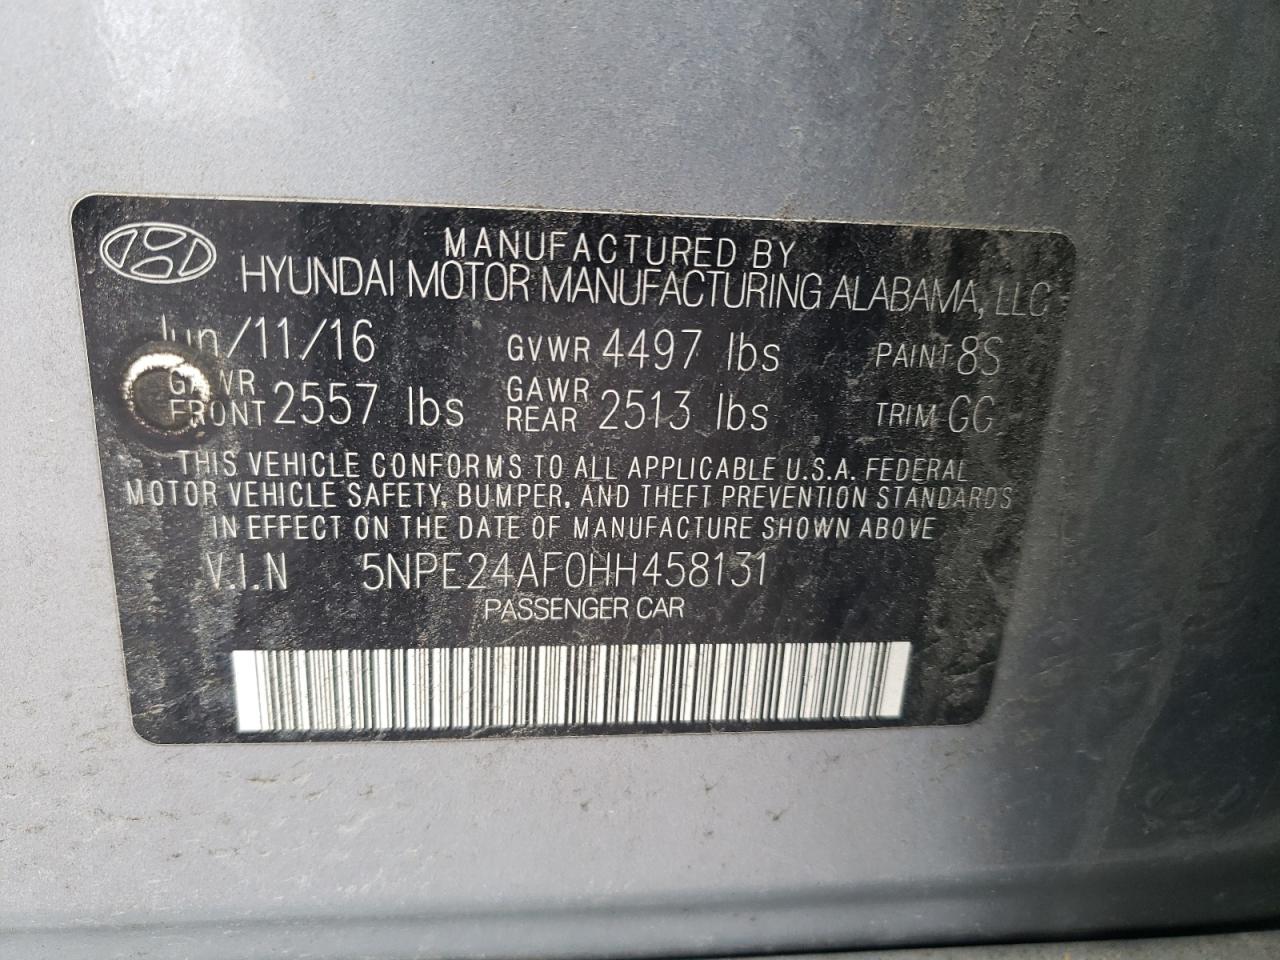 MANUFACTURED BY
HYUNDAI MOTOR MANUFACTURING ALABAMA, LLC
Jun/11/16 GVWR 4497 lbs PAINT 8S
GAWR FRONT 2557 lbs GAWR REAR 2513 lbs TRIM GG
THIS VEHICLE CONFORMS TO ALL APPLICABLE U.S.A. FEDERAL
MOTOR VEHICLE SAFETY, BUMPER, AND THEFT PREVENTION STANDARDS
IN EFFECT ON THE DATE OF MANUFACTURE SHOWN ABOVE
V.I.N 5NPE24AF0HH458131
PASSENGER CAR